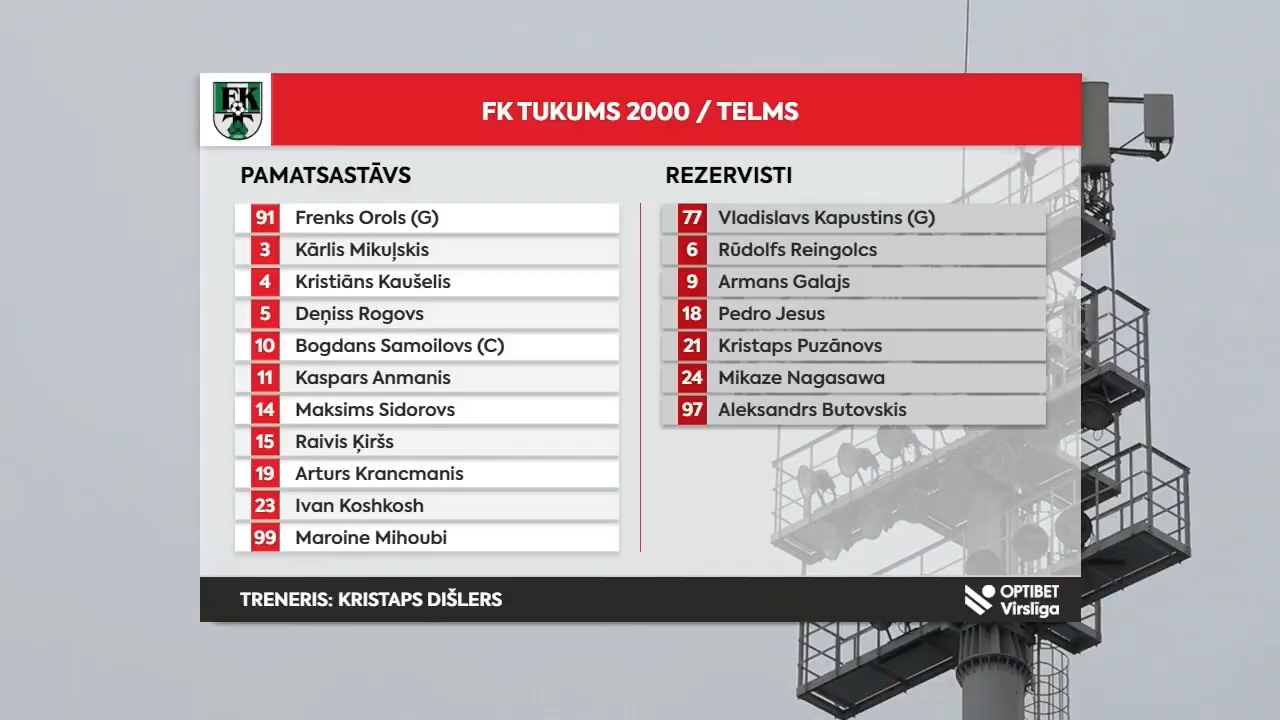 FK
FK TUKUMS 2000 / TELMS
PAMATSASTĀVS
91 Frenks Orols (G)
3 Kārlis Mikuļskis
4 Kristiāns Kaušelis
5 Deņiss Rogovs
10 Bogdans Samoilovs (C)
11 Kaspars Anmanis
14 Maksims Sidorovs
15 Raivis Ķiršs
19 Arturs Krancmanis
23 Ivan Koshkosh
99 Maroine Mihoubi
REZERVISTI
77 Vladislavs Kapustins (G)
6 Rūdolfs Reingolcs
9 Armans Galajs
18 Pedro Jesus
21 Kristaps Puzānovs
24 Mikaze Nagasawa
97 Aleksandrs Butovskis
TRENERIS: KRISTAPS DIŠLERS
OPTIBET
Virslīga